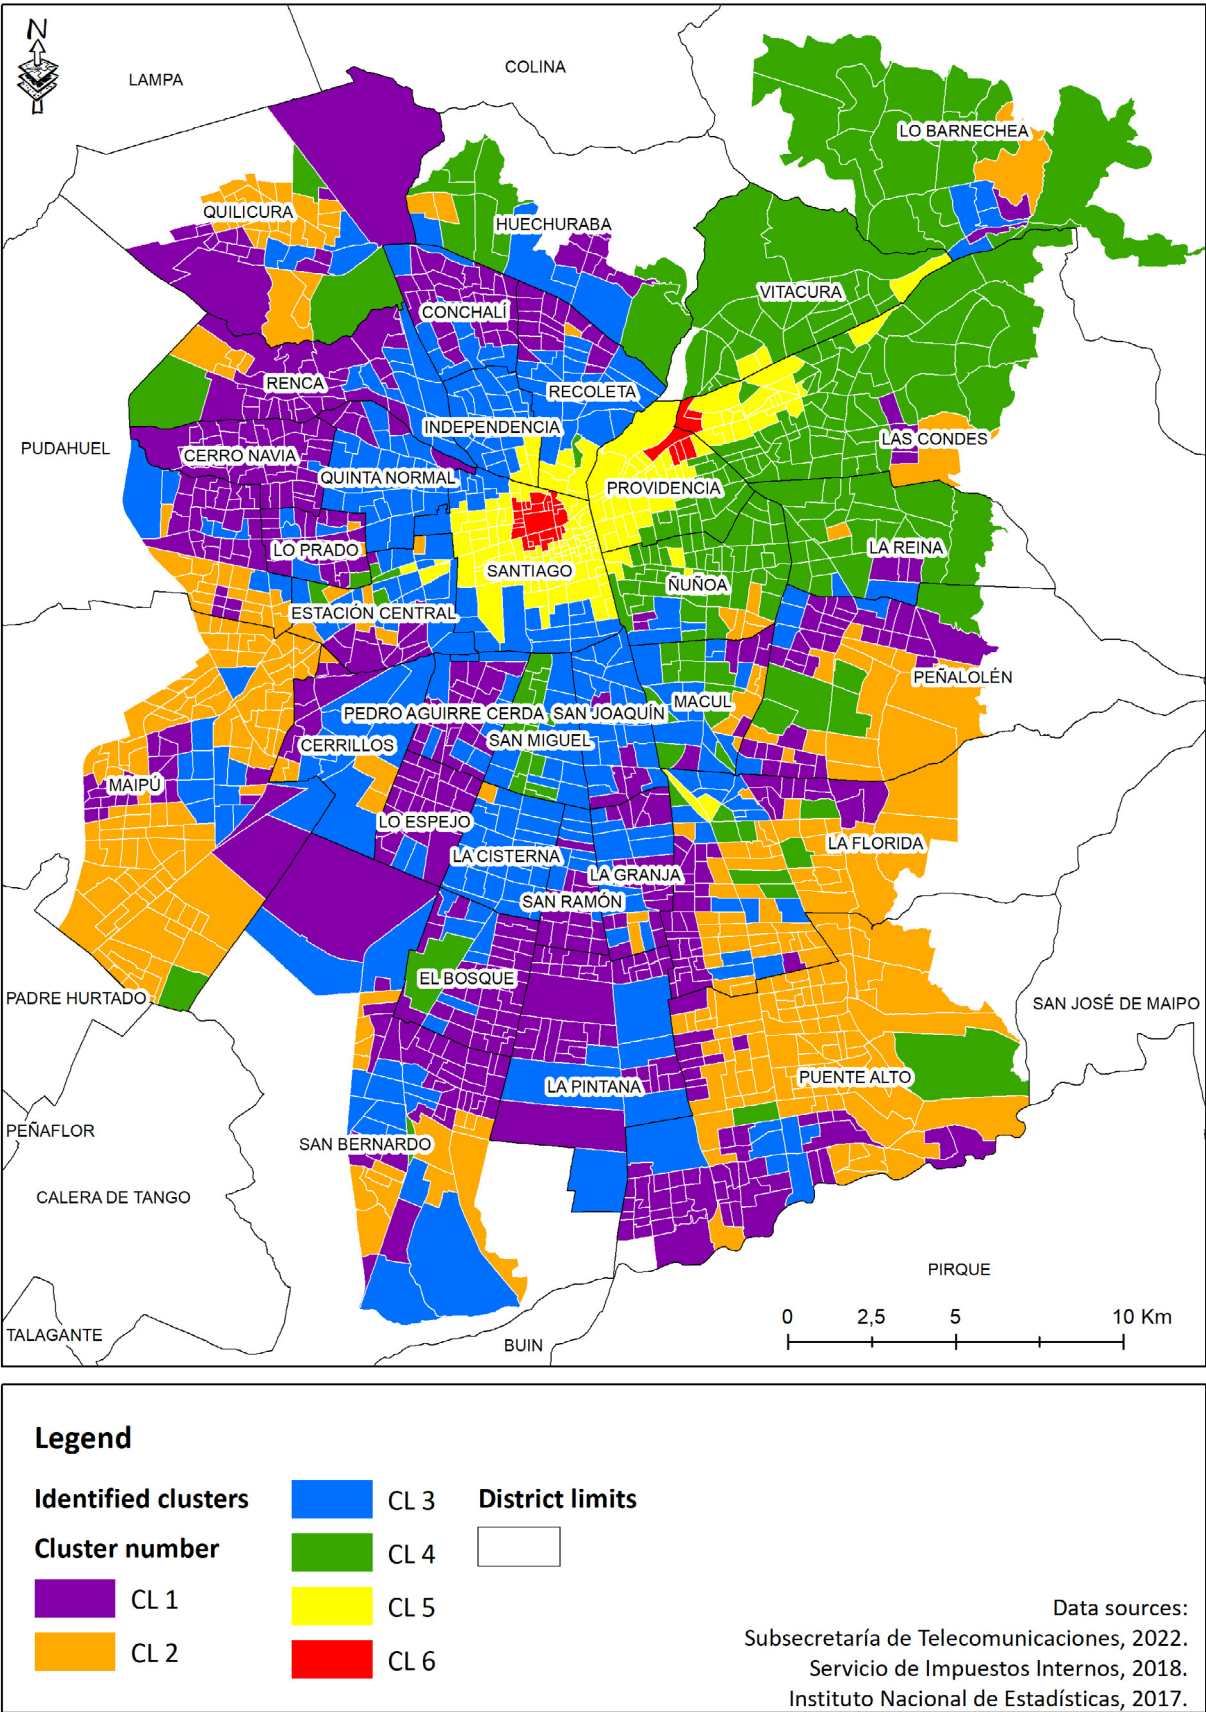 N
LAMPA
COLINA
LO BARNECHEA
QUILICURA
HUECHURABA
VITACURA
CONCHALÍ
RENCA
RECOLETA
INDEPENDENCIA
LAS CONDES
PUDAHUEL
CERRO NAVIA
QUINTA NORMAL
PROVIDENCIA
LO PRADO
LA REINA
SANTIAGO
ÑUÑOA
ESTACIÓN CENTRAL
PEÑALOLÉN
MACUL
PEDRO AGUIRRE CERDA
SAN JOAQUÍN
SAN MIGUEL
CERRILLOS
MAIPÚ
LO ESPEJO
LA FLORIDA
LA CISTERNA
LA GRANJA
SAN RAMÓN
EL BOSQUE
PADRE HURTADO
SAN JOSÉ DE MAIPO
PUENTE ALTO
LA PINTANA
PEÑAFLOR
SAN BERNARDO
CALERA DE TANGO
PIRQUE
TALAGANTE
BUIN
0 2,5 5 10 Km
Legend
Identified clusters
Cluster number
CL 1
CL 2
CL 3
CL 4
CL 5
CL 6
District limits
Data sources:
Subsecretaría de Telecomunicaciones, 2022.
Servicio de Impuestos Internos, 2018.
Instituto Nacional de Estadísticas, 2017.